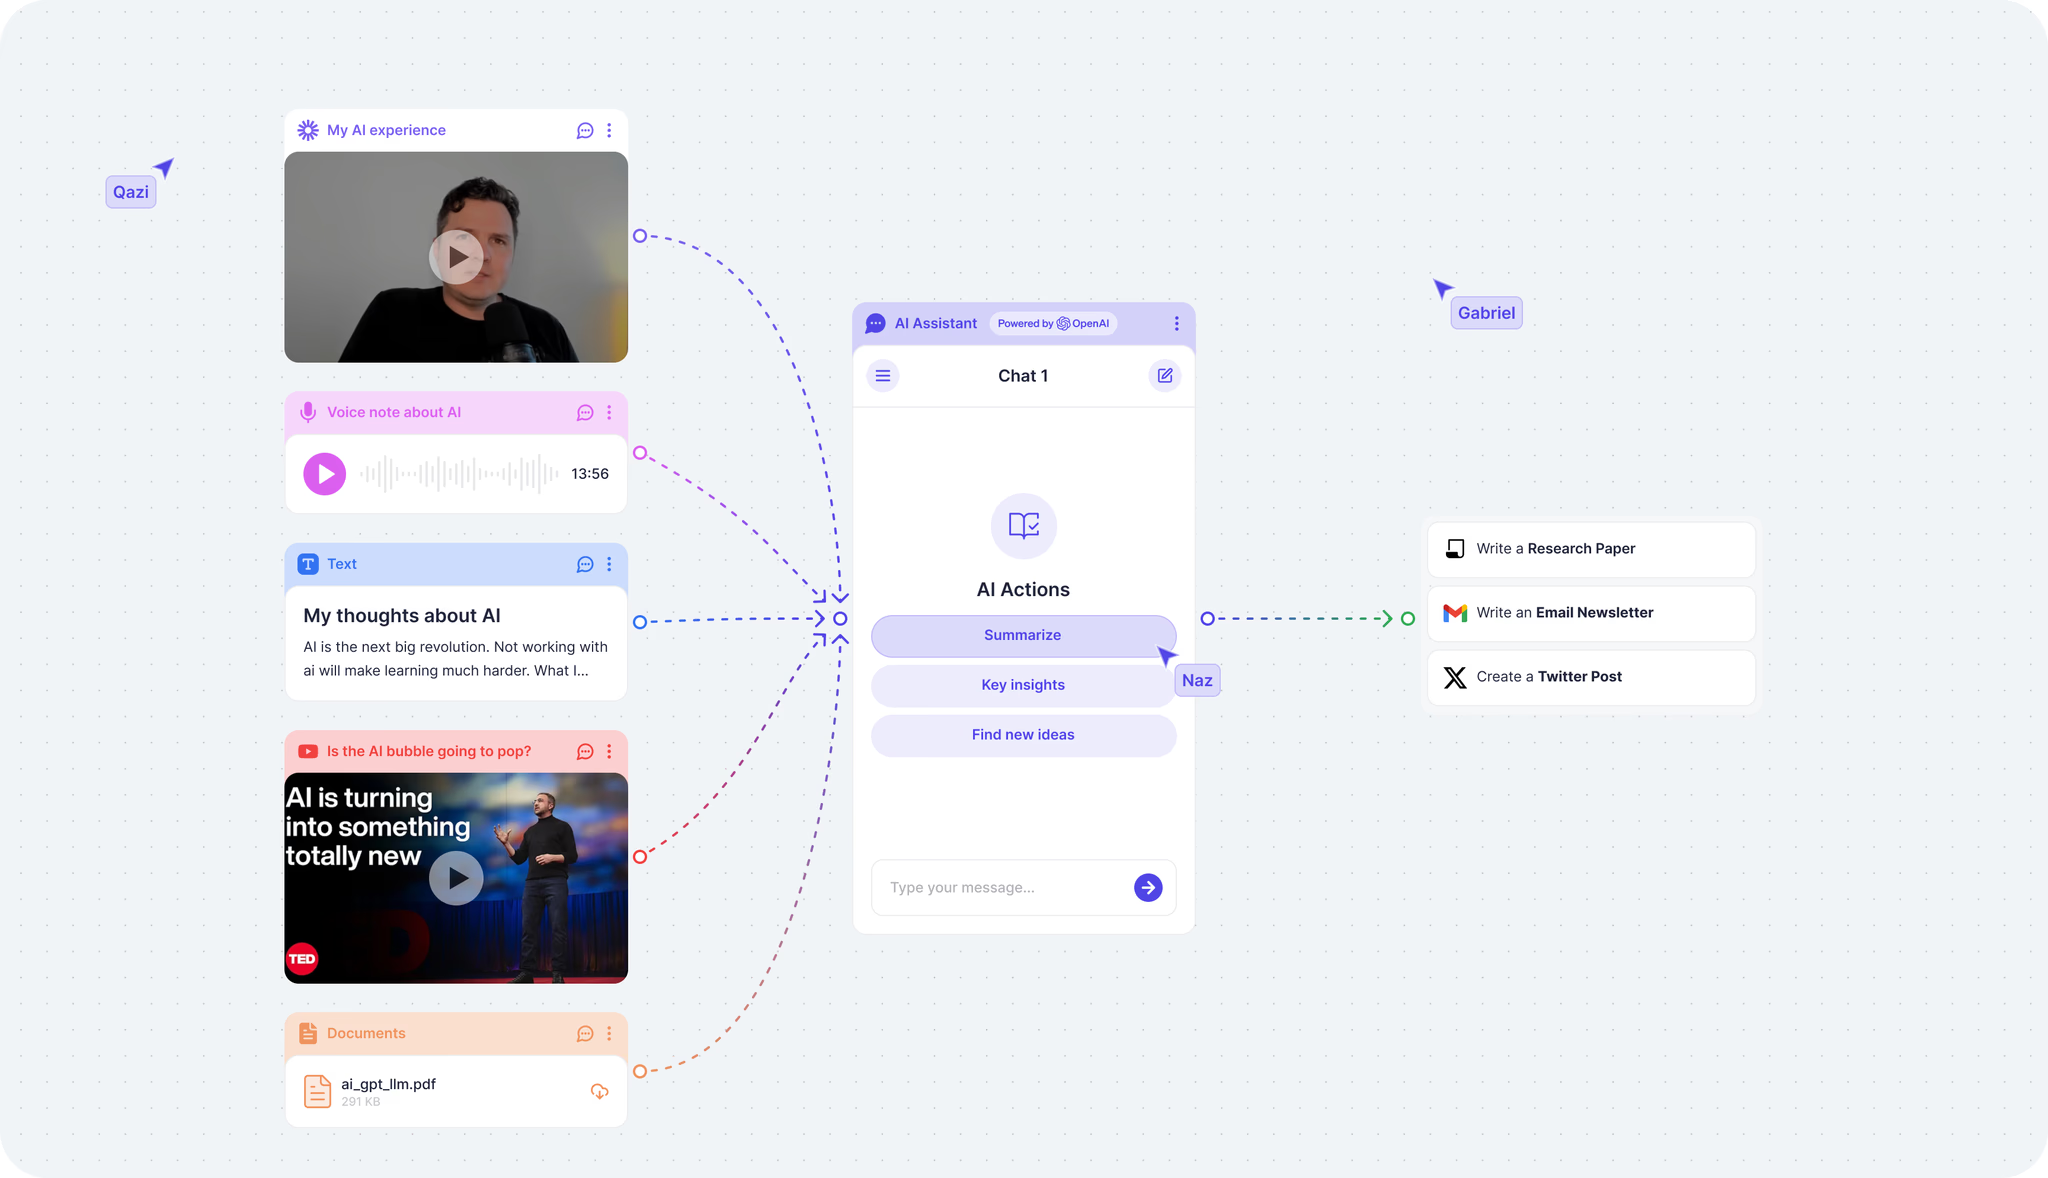 My AI experience
Qazi
Voice note about AI
13:56
Text
My thoughts about AI
AI is the next big revolution. Not working with
ai will make learning much harder. What I...
Is the AI bubble going to pop?
AI is turning
into something
totally new
TED
Documents
ai_gpt_llm.pdf
291 KB
AI Assistant
Powered by OpenAI
Chat 1
AI Actions
Summarize
Key insights
Find new ideas
Naz
Type your message...
Gabriel
Write a Research Paper
Write an Email Newsletter
Create a Twitter Post